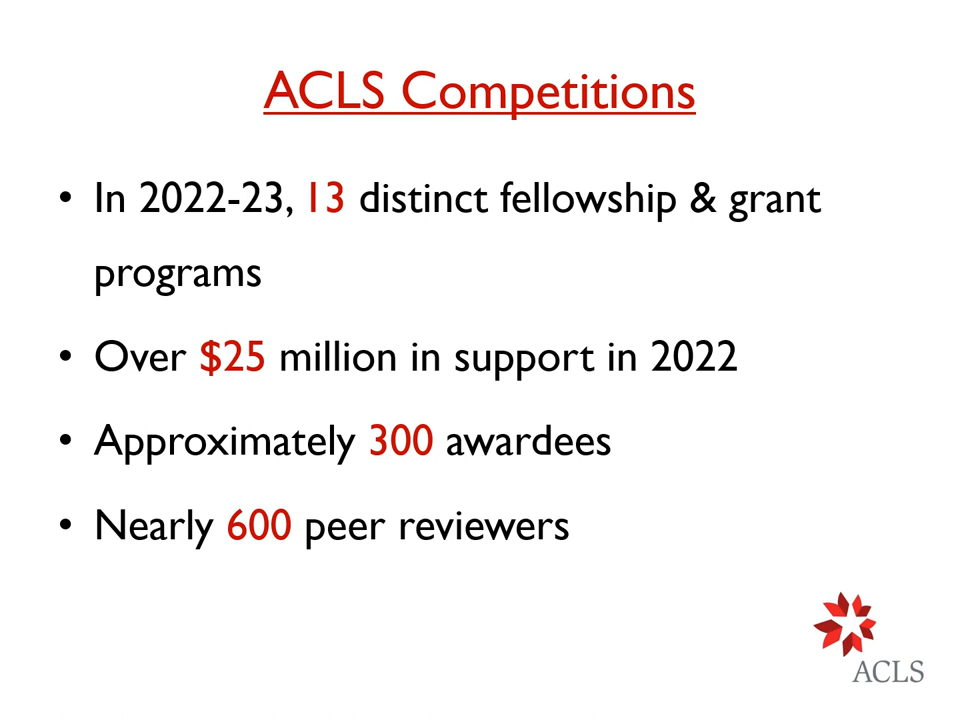 ACLS Competitions
• In 2022-23, 13 distinct fellowship & grant
programs
• Over $25 million in support in 2022
• Approximately 300 awardees
• Nearly 600 peer reviewers
ACLS